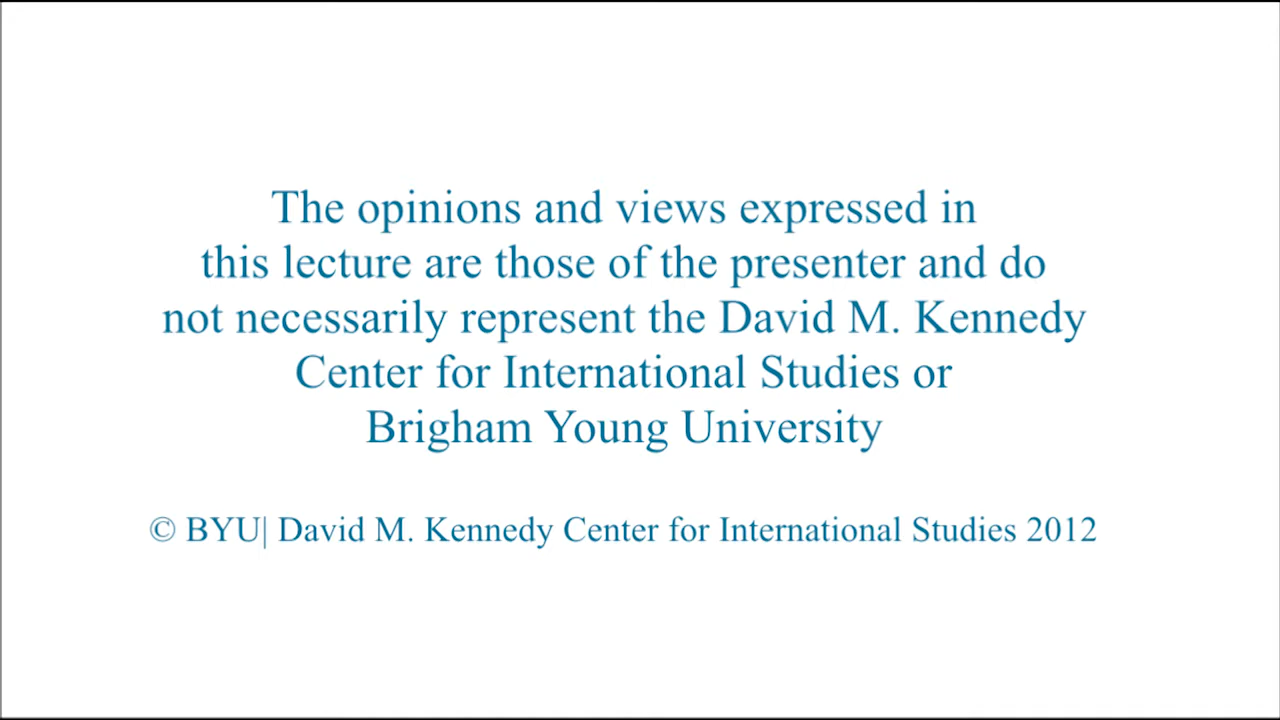 The opinions and views expressed in
this lecture are those of the presenter and do
not necessarily represent the David M. Kennedy
Center for International Studies or
Brigham Young University
© BYU| David M. Kennedy Center for International Studies 2012